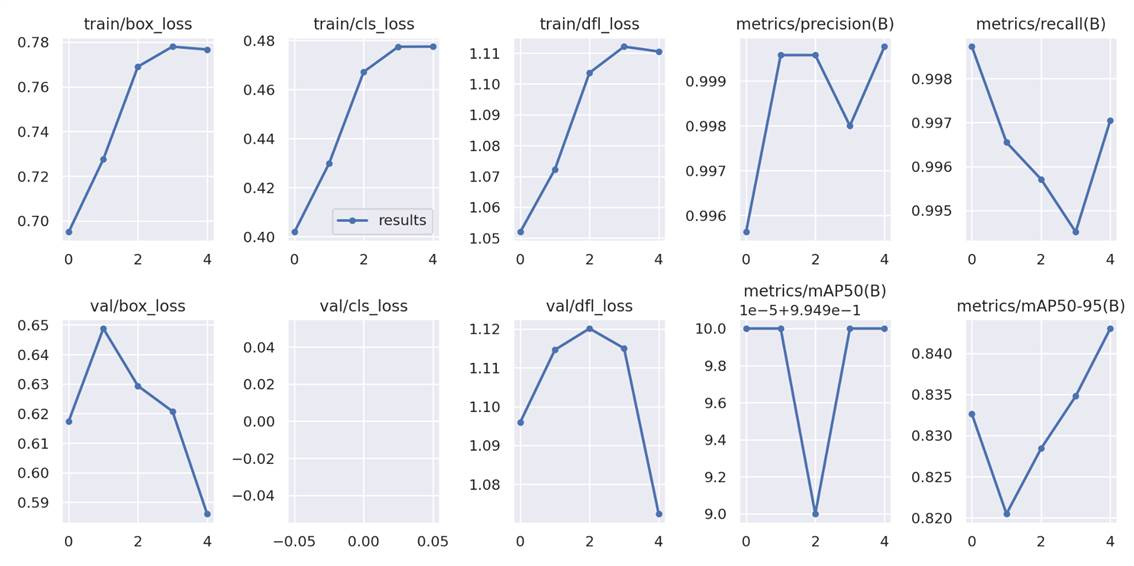 train/box_loss
0.78
0.76
0.74
0.72
0.70
0 2 4
train/cls_loss
0.48
0.46
0.44
0.42
0.40
results
0 2 4
train/dfl_loss
1.11
1.10
1.09
1.08
1.07
1.06
1.05
0 2 4
metrics/precision(B)
0.999
0.998
0.997
0.996
0 2 4
metrics/recall(B)
0.998
0.997
0.996
0.995
0 2 4
val/box_loss
0.65
0.64
0.63
0.62
0.61
0.60
0.59
0 2 4
val/cls_loss
0.04
0.02
0.00
−0.02
−0.04
−0.05 0.00 0.05
val/dfl_loss
1.12
1.11
1.10
1.09
1.08
0 2 4
metrics/mAP50(B)
1e−5+9.949e−1
10.0
9.8
9.6
9.4
9.2
9.0
0 2 4
metrics/mAP50-95(B)
0.840
0.835
0.830
0.825
0.820
0 2 4